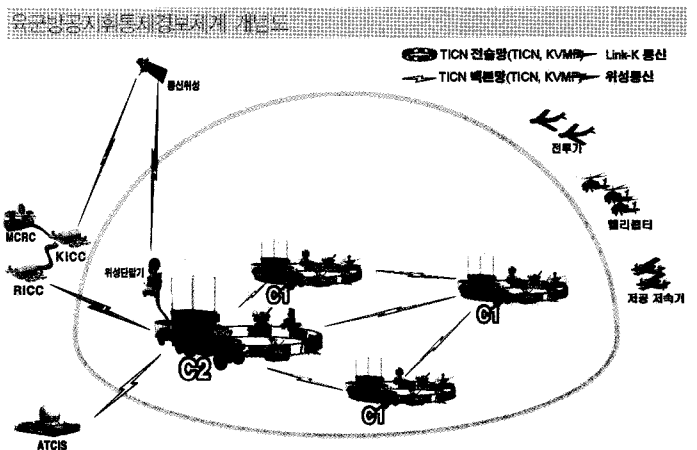 육군방공지휘통제경보체계 개념도
TICN 전술망(TICN, KVMF) Link-K 통신
TICN 백본망(TICN, KVMF) 위성통신
통신위성
전투기
헬리콥터
MCRC
KICC
RICC
위성단말기
저공 저속기
C1
C1
C2
C1
ATCIS